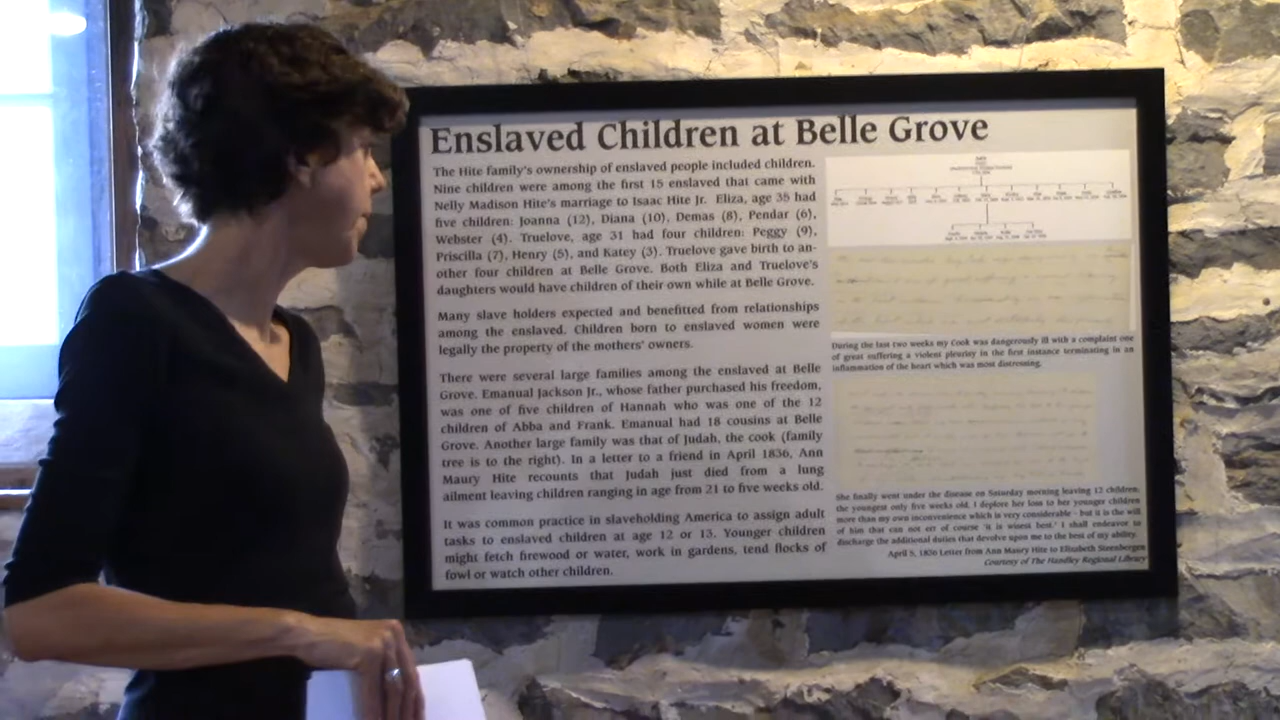 Enslaved Children at Belle Grove
The Hite family's ownership of enslaved people included children.
Nine children were among the first 15 enslaved that came with
Nelly Madison Hite's marriage to Isaac Hite Jr. Eliza, age 35 had
five children: Joanna (12), Diana (10), Demas (8), Pendar (6),
Webster (4). Truelove, age 31 had four children: Peggy (9),
Priscilla (7), Henry (5), and Katey (3). Truelove gave birth to an-
other four children at Belle Grove. Both Eliza and Truelove's
daughters would have children of their own while at Belle Grove.
Many slave holders expected and benefitted from relationships
among the enslaved. Children born to enslaved women were
legally the property of the mothers' owners.
There were several large families among the enslaved at Belle
Grove. Emanual Jackson Jr., whose father purchased his freedom,
was one of five children of Hannah who was one of the 12
children of Abba and Frank. Emanual had 18 cousins at Belle
Grove. Another large family was that of Judah, the cook (family
tree is to the right). In a letter to a friend in April 1836, Ann
Maury Hite recounts that Judah just died from a lung
ailment leaving children ranging in age from 21 to five weeks old.
It was common practice in slaveholding America to assign adult
tasks to enslaved children at age 12 or 13. Younger children
might fetch firewood or water, work in gardens, tend flocks of
fowl or watch other children.
During the last two weeks my Cook was dangerously ill with a complaint one
of great suffering a violent pleurisy in the first instance terminating in an
inflammation of the heart which was most distressing.
She finally went under the disease on Saturday morning leaving 12 children,
the youngest only five weeks old. I deplore her loss to her younger children
more than my own inconvenience which is very considerable - but it is the will
of him that can not err of course 'it is wisest best.' I shall endeavor to
discharge the additional duties that devolve upon me to the best of my ability.
April 5, 1836 Letter from Ann Maury Hite to Elizabeth Steenbergen
Courtesy of The Handley Regional Library